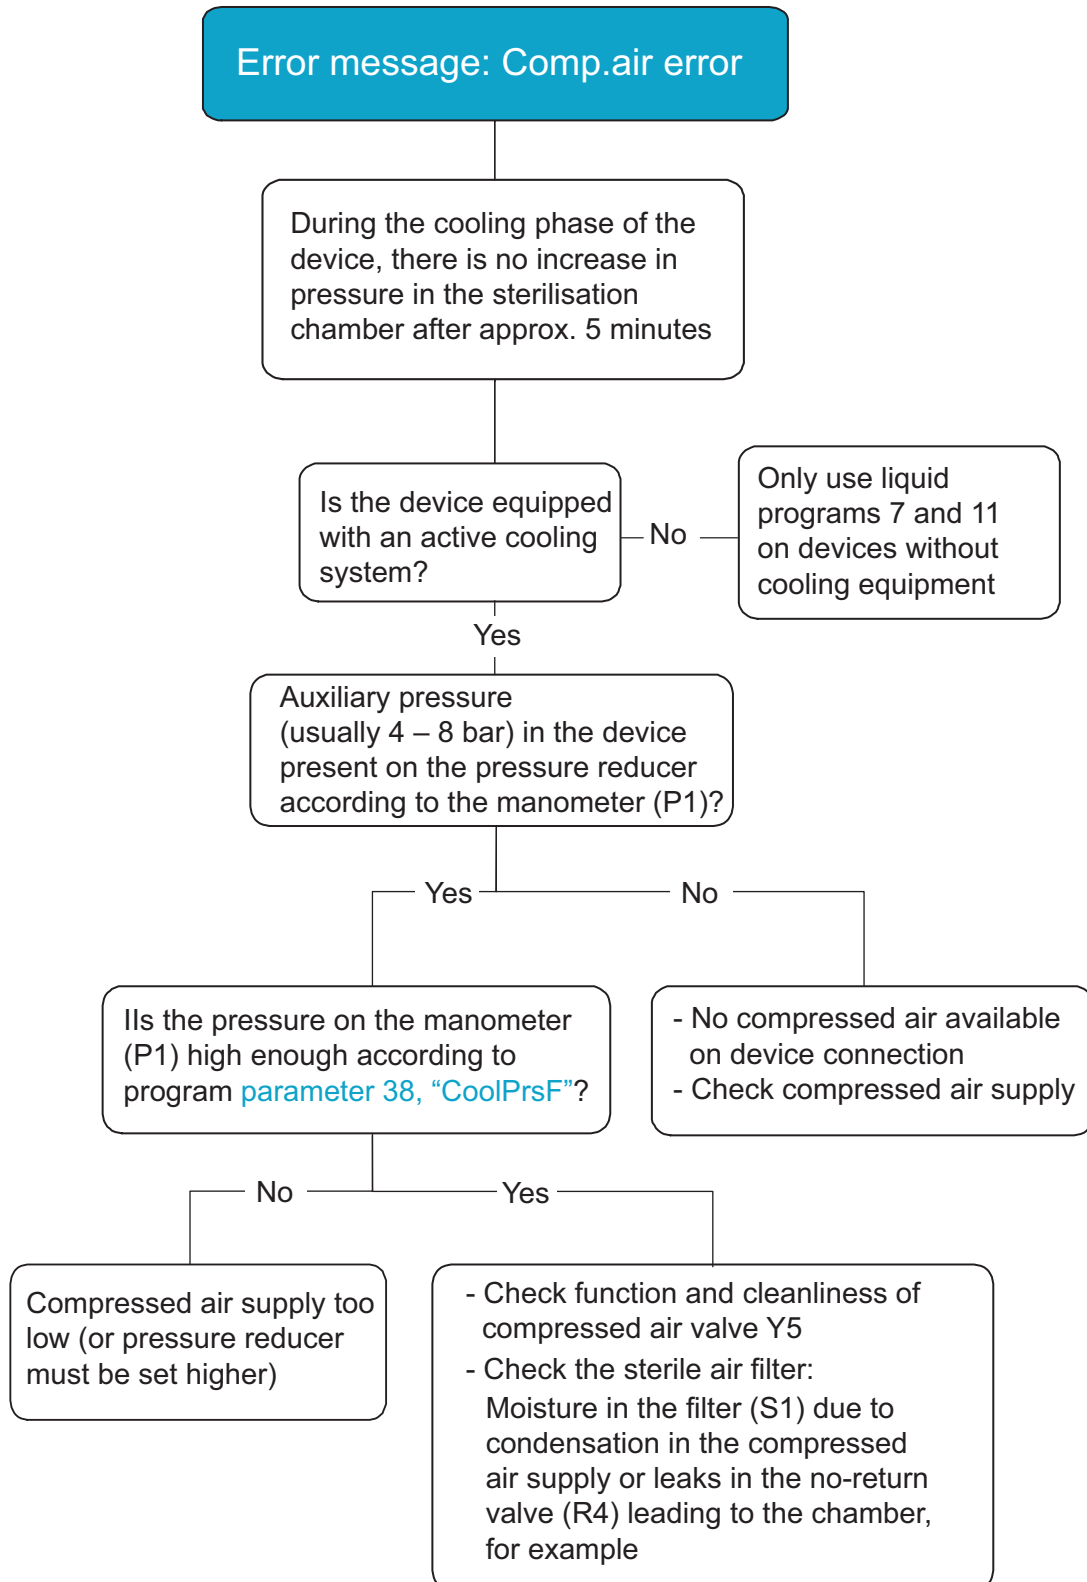 Error message: Comp.air error
During the cooling phase of the
device, there is no increase in
pressure in the sterilisation
chamber after approx. 5 minutes
Is the device equipped
with an active cooling
system?
No
Only use liquid
programs 7 and 11
on devices without
cooling equipment
Yes
Auxiliary pressure
(usually 4 – 8 bar) in the device
present on the pressure reducer
according to the manometer (P1)?
Yes
No
IIs the pressure on the manometer
(P1) high enough according to
program parameter 38, “CoolPrsF”?
- No compressed air available
on device connection
- Check compressed air supply
No
Yes
Compressed air supply too
low (or pressure reducer
must be set higher)
- Check function and cleanliness of
compressed air valve Y5
- Check the sterile air filter:
Moisture in the filter (S1) due to
condensation in the compressed
air supply or leaks in the no-return
valve (R4) leading to the chamber,
for example